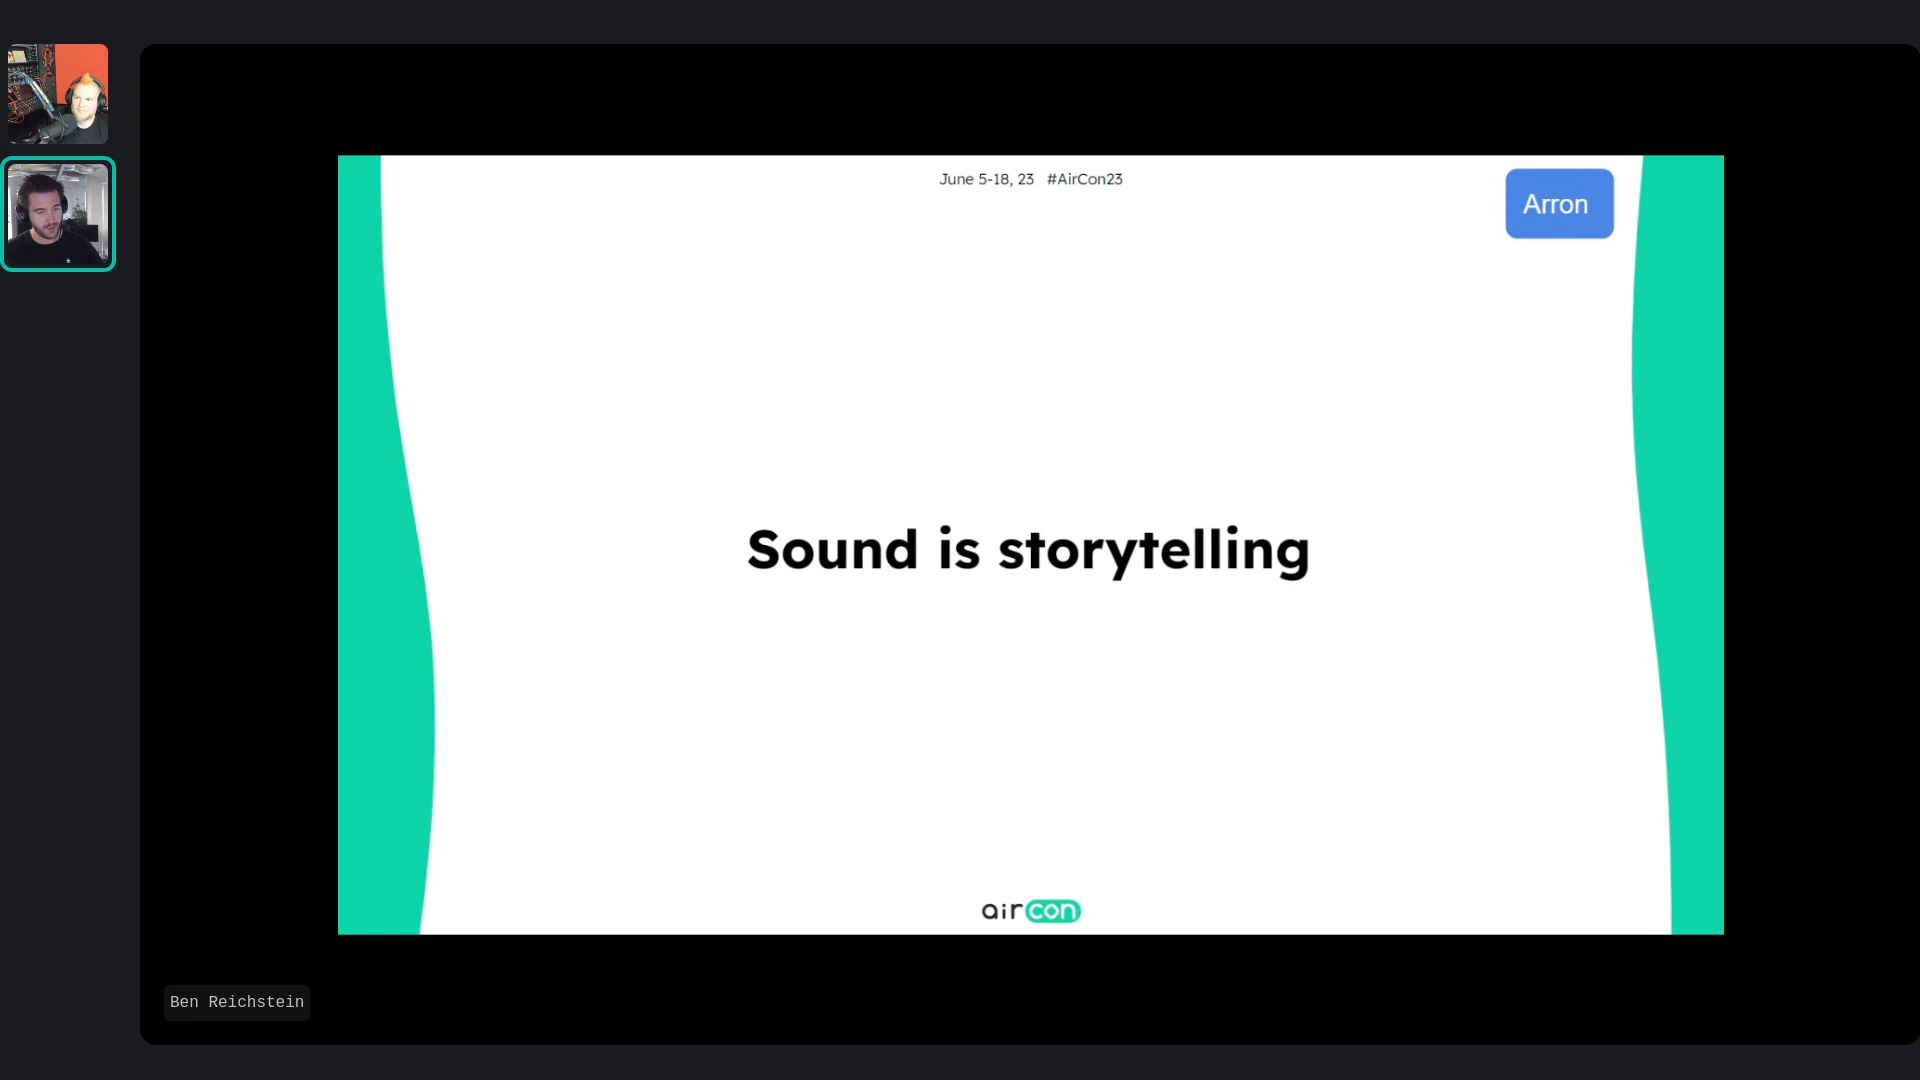 June 5-18, 23 #AirCon23
Arron
Sound is storytelling
aircon
Ben Reichstein